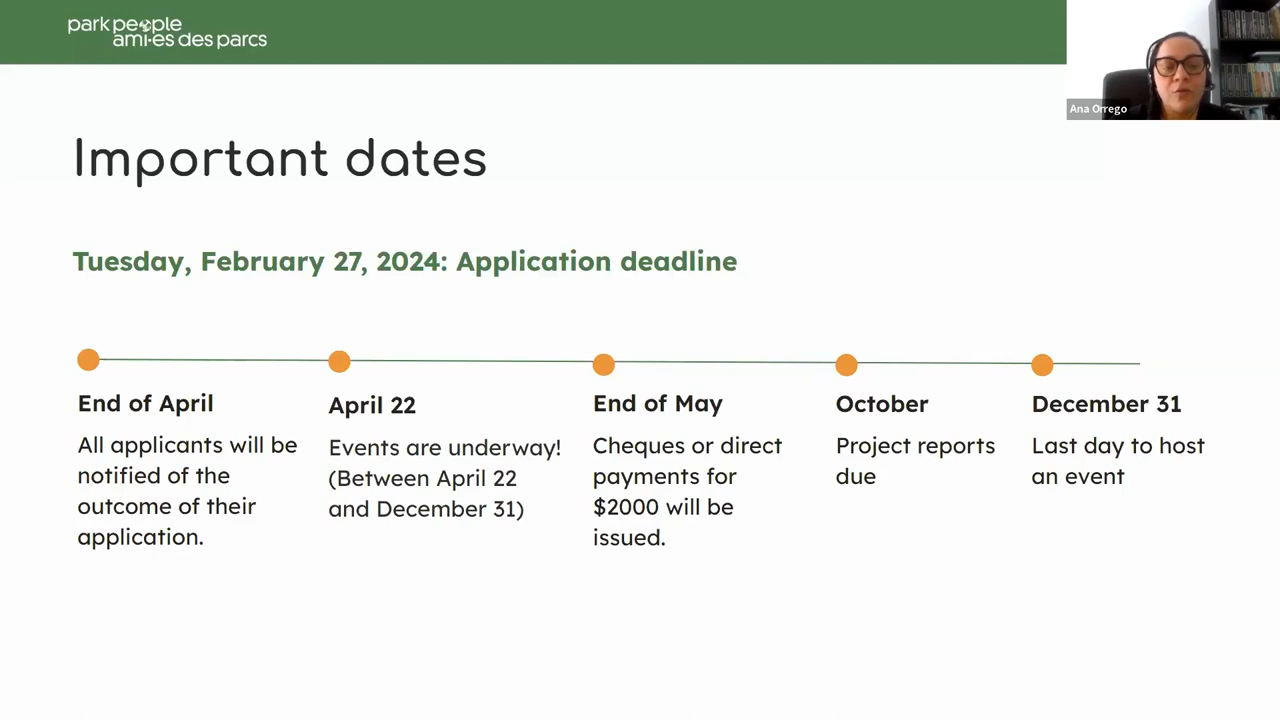 park people
ami·es des parcs
Ana Orrego
Important dates
Tuesday, February 27, 2024: Application deadline
End of April
All applicants will be
notified of the
outcome of their
application.
April 22
Events are underway!
(Between April 22
and December 31)
End of May
Cheques or direct
payments for
$2000 will be
issued.
October
Project reports
due
December 31
Last day to host
an event